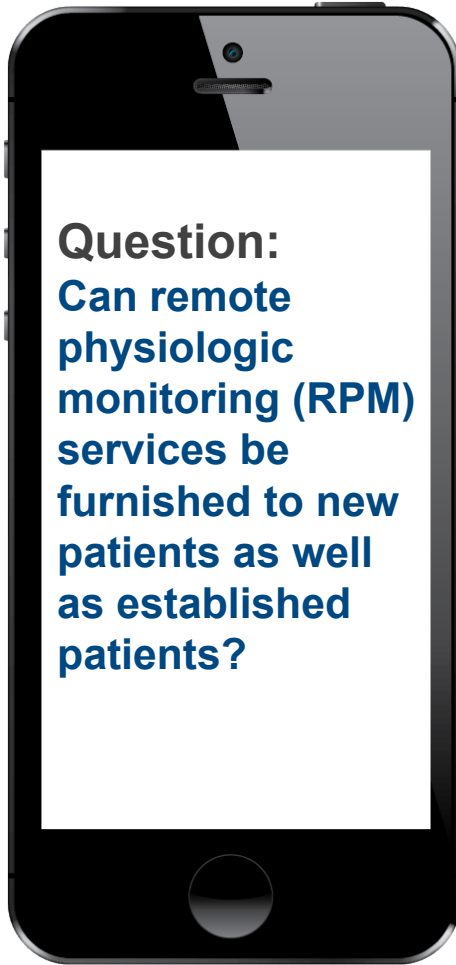 Question:
Can remote
physiologic
monitoring (RPM)
services be
furnished to new
patients as well
as established
patients?